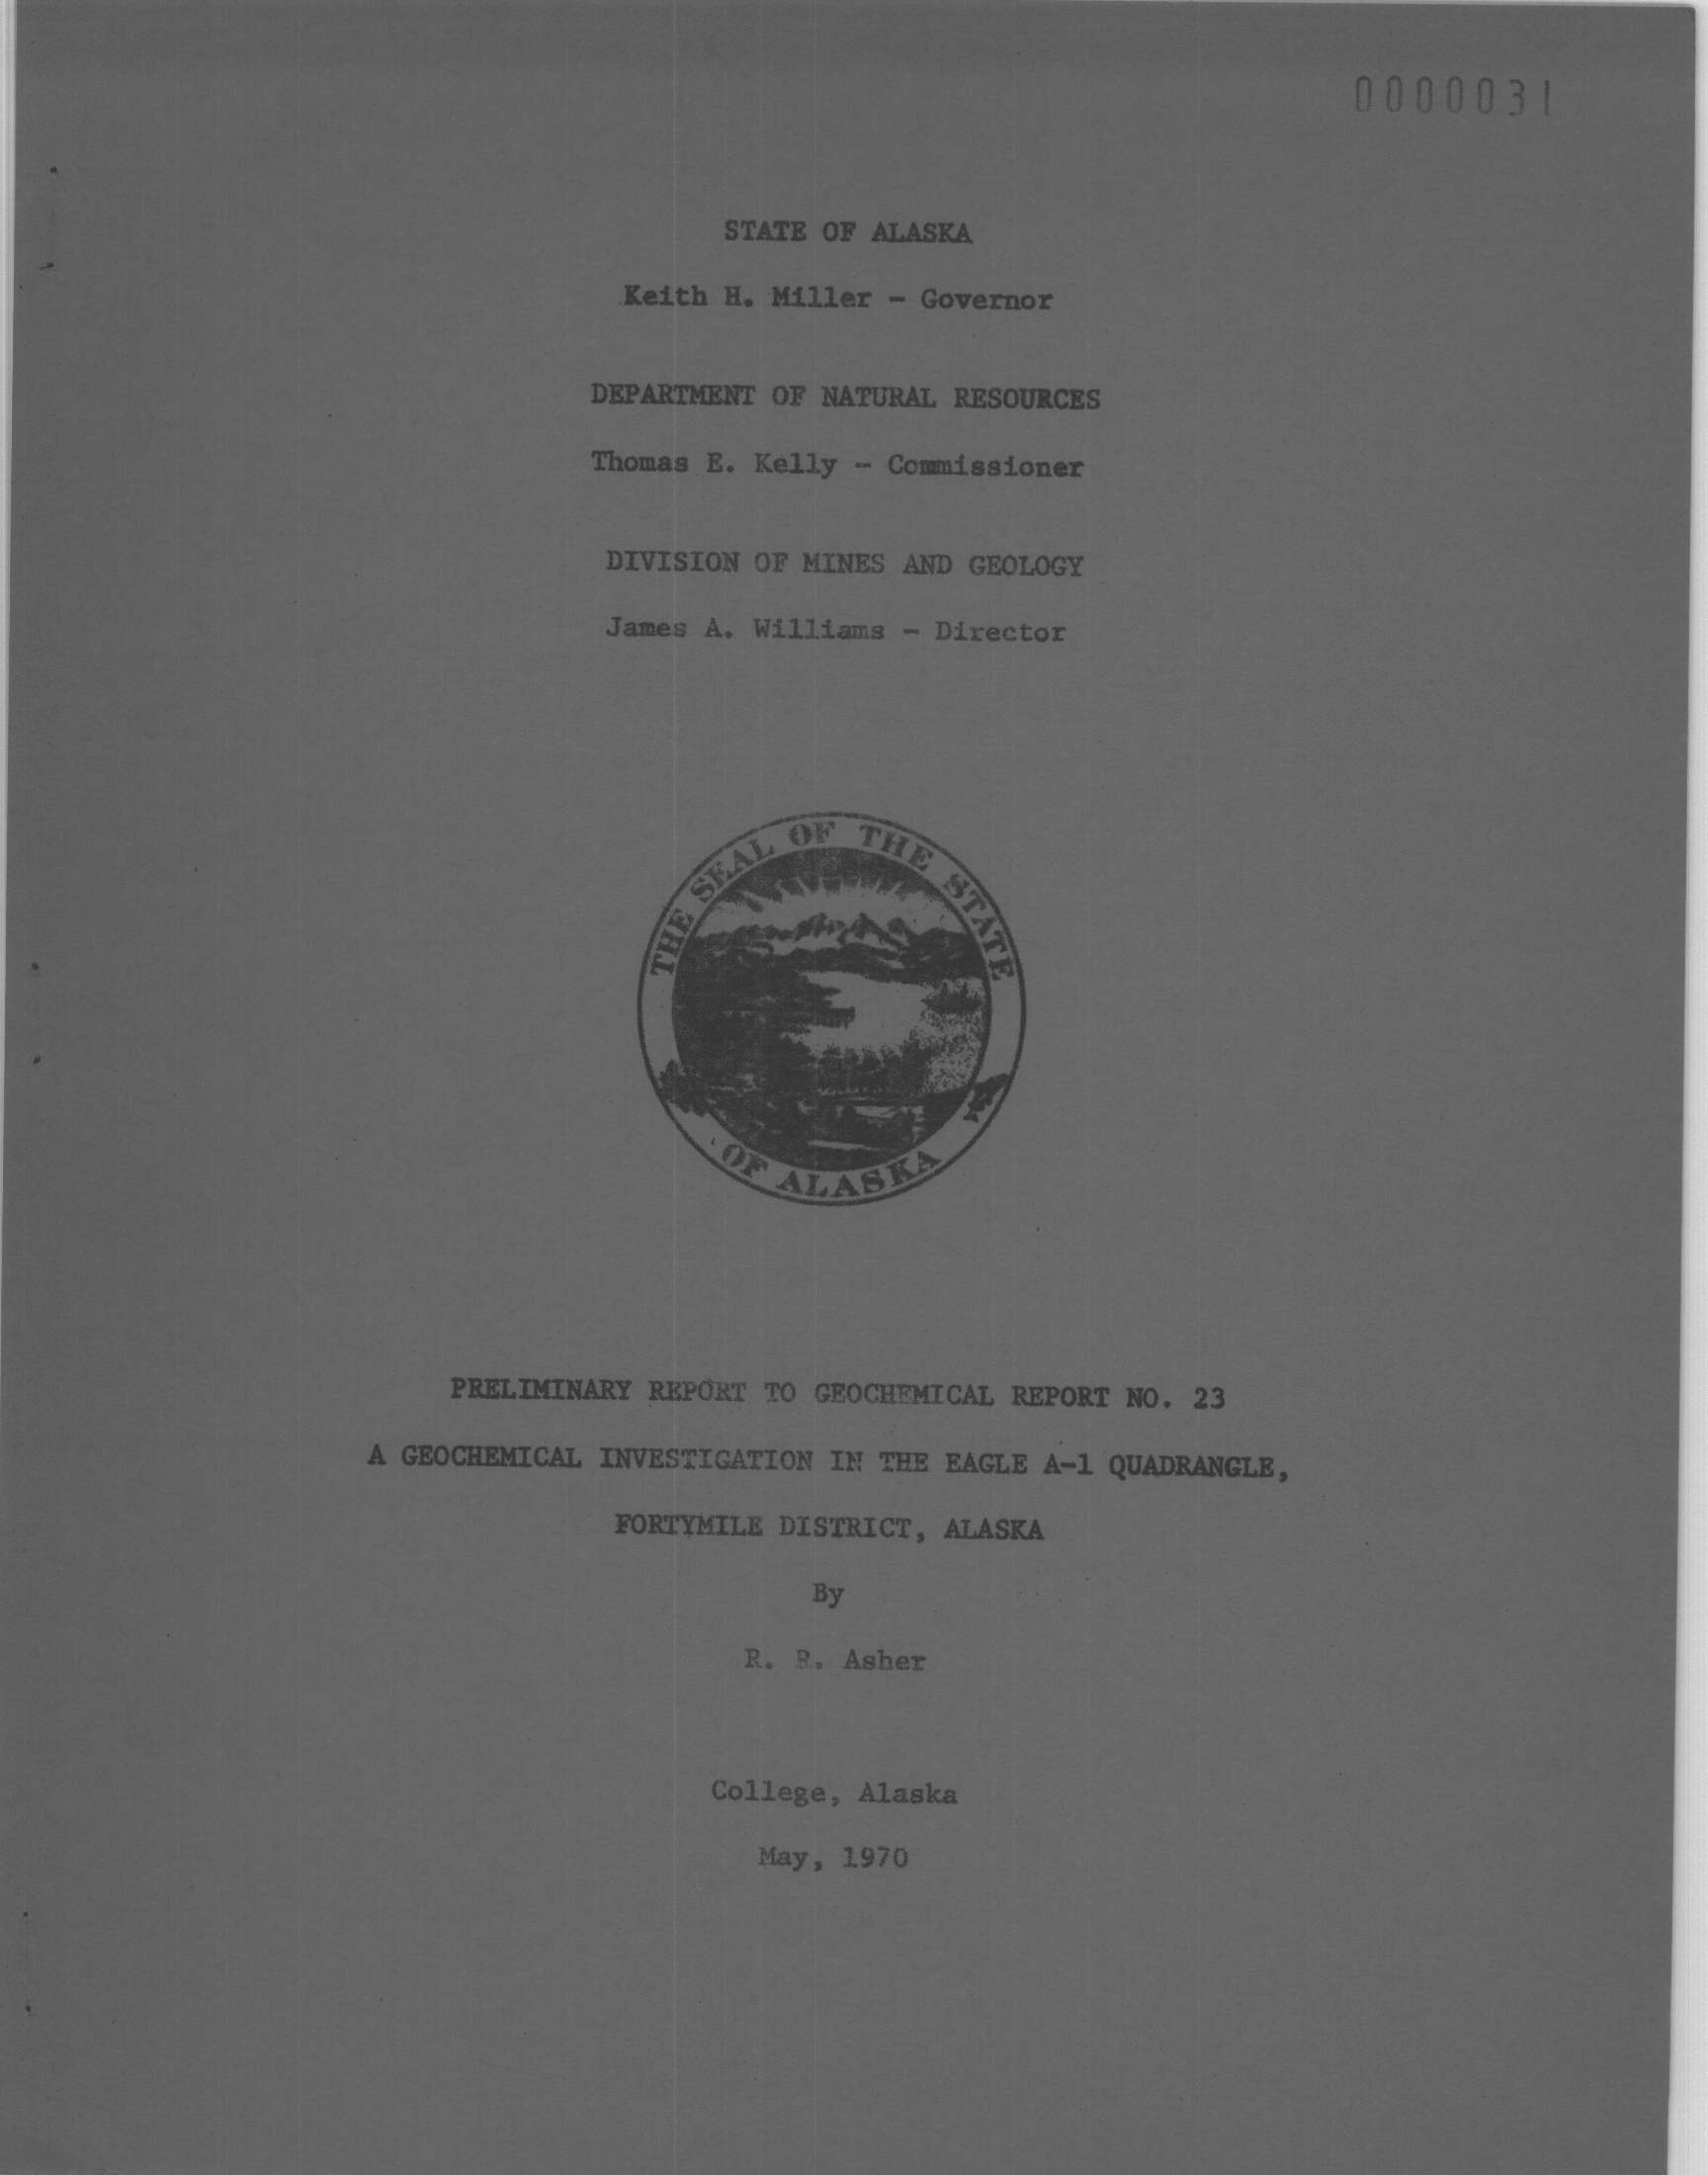 0000031
STATE OF ALASKA
Keith H. Miller - Governor
DEPARTMENT OF NATURAL RESOURCES
Thomas E. Kelly - Commissioner
DIVISION OF MINES AND GEOLOGY
James A. Williams - Director
THE SEAL OF THE STATE
OF ALASKA
PRELIMINARY REPORT TO GEOCHEMICAL REPORT NO. 23
A GEOCHEMICAL INVESTIGATION IN THE EAGLE A-1 QUADRANGLE,
FORTYMILE DISTRICT, ALASKA
By
R. R. Asher
College, Alaska
May, 1970